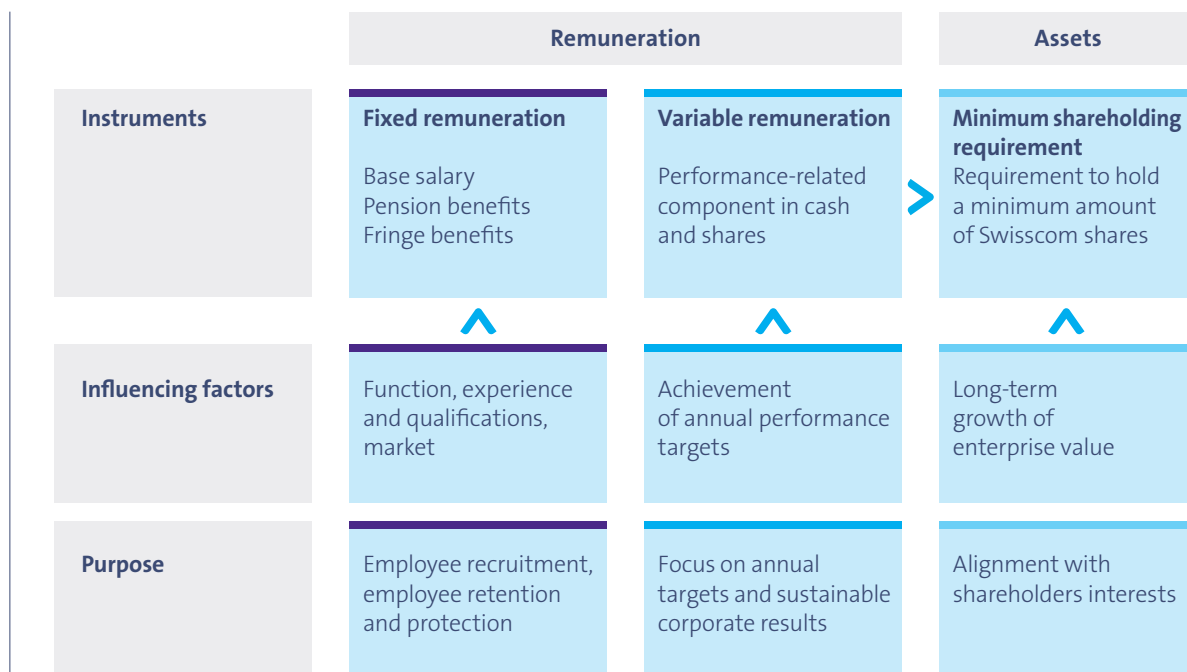 Remuneration
Assets
Instruments
Fixed remuneration
Base salary
Pension benefits
Fringe benefits
Variable remuneration
Performance-related
component in cash
and shares
Minimum shareholding
requirement
Requirement to hold
a minimum amount
of Swisscom shares
Influencing factors
Function, experience
and qualifications,
market
Achievement
of annual performance
targets
Long-term
growth of
enterprise value
Purpose
Employee recruitment,
employee retention
and protection
Focus on annual
targets and sustainable
corporate results
Alignment with
shareholders interests